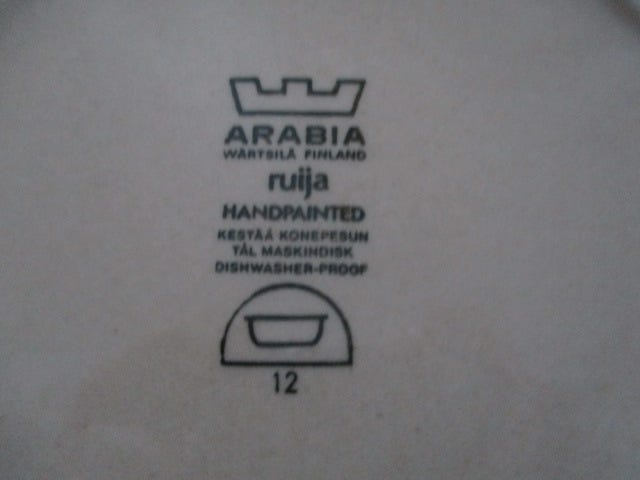 ARABIA
WÄRTSILÄ FINLAND
ruija
HANDPAINTED
KESTÄÄ KONEPESUN
TÅL MASKINDISK
DISHWASHER-PROOF
12